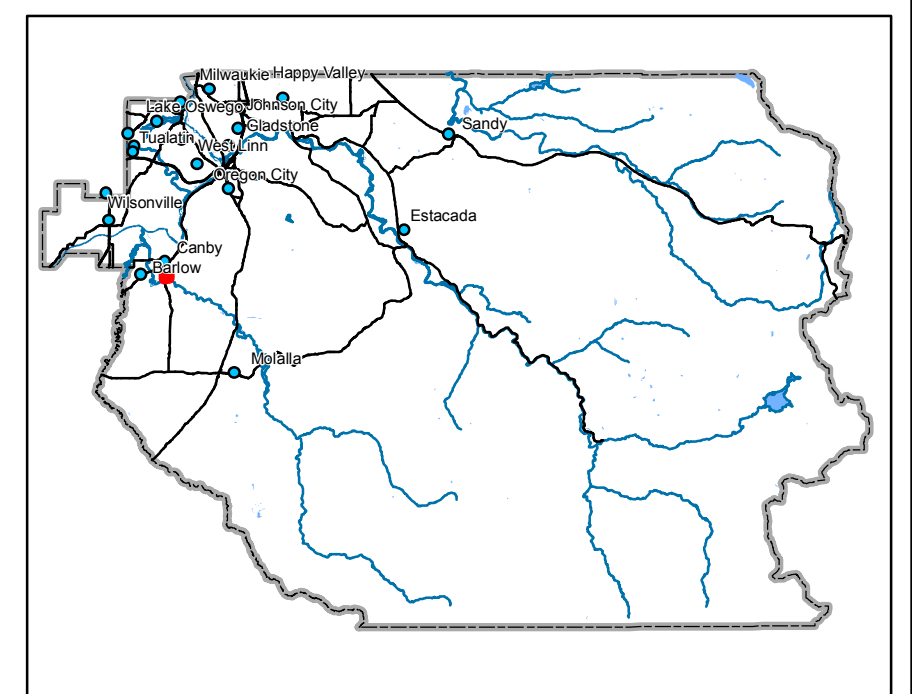 Milwaukie Happy Valley
Lake Oswego Johnson City
Gladstone
Sandy
Tualatin West Linn
Oregon City
Wilsonville
Estacada
Canby
Barlow
Molalla